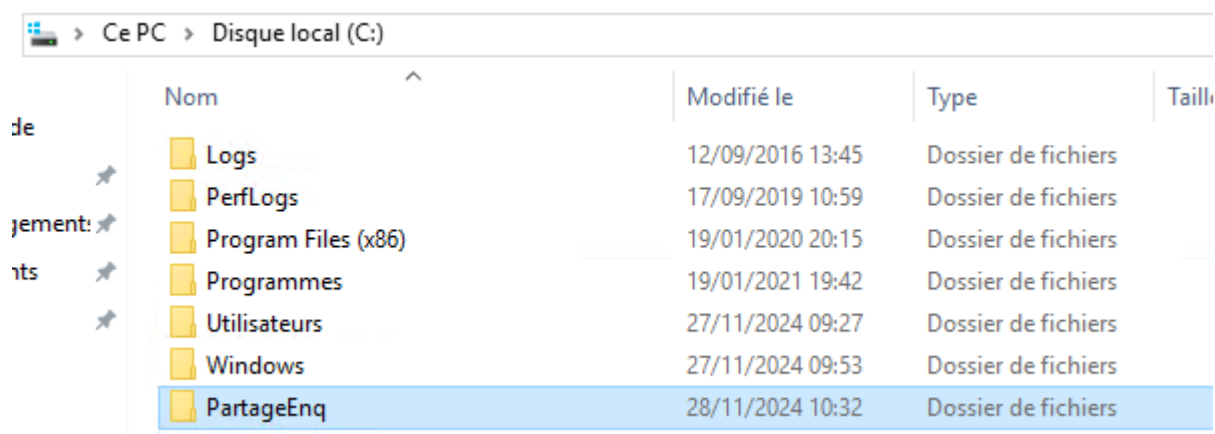 Ce PC > Disque local (C:)
Nom Modifié le Type
de
Logs 12/09/2016 13:45 Dossier de fichiers
PerfLogs 17/09/2019 10:59 Dossier de fichiers
gements
Program Files (x86) 19/01/2020 20:15 Dossier de fichiers
nts
Programmes 19/01/2021 19:42 Dossier de fichiers
Utilisateurs 27/11/2024 09:27 Dossier de fichiers
Windows 27/11/2024 09:53 Dossier de fichiers
PartageEnq 28/11/2024 10:32 Dossier de fichiers